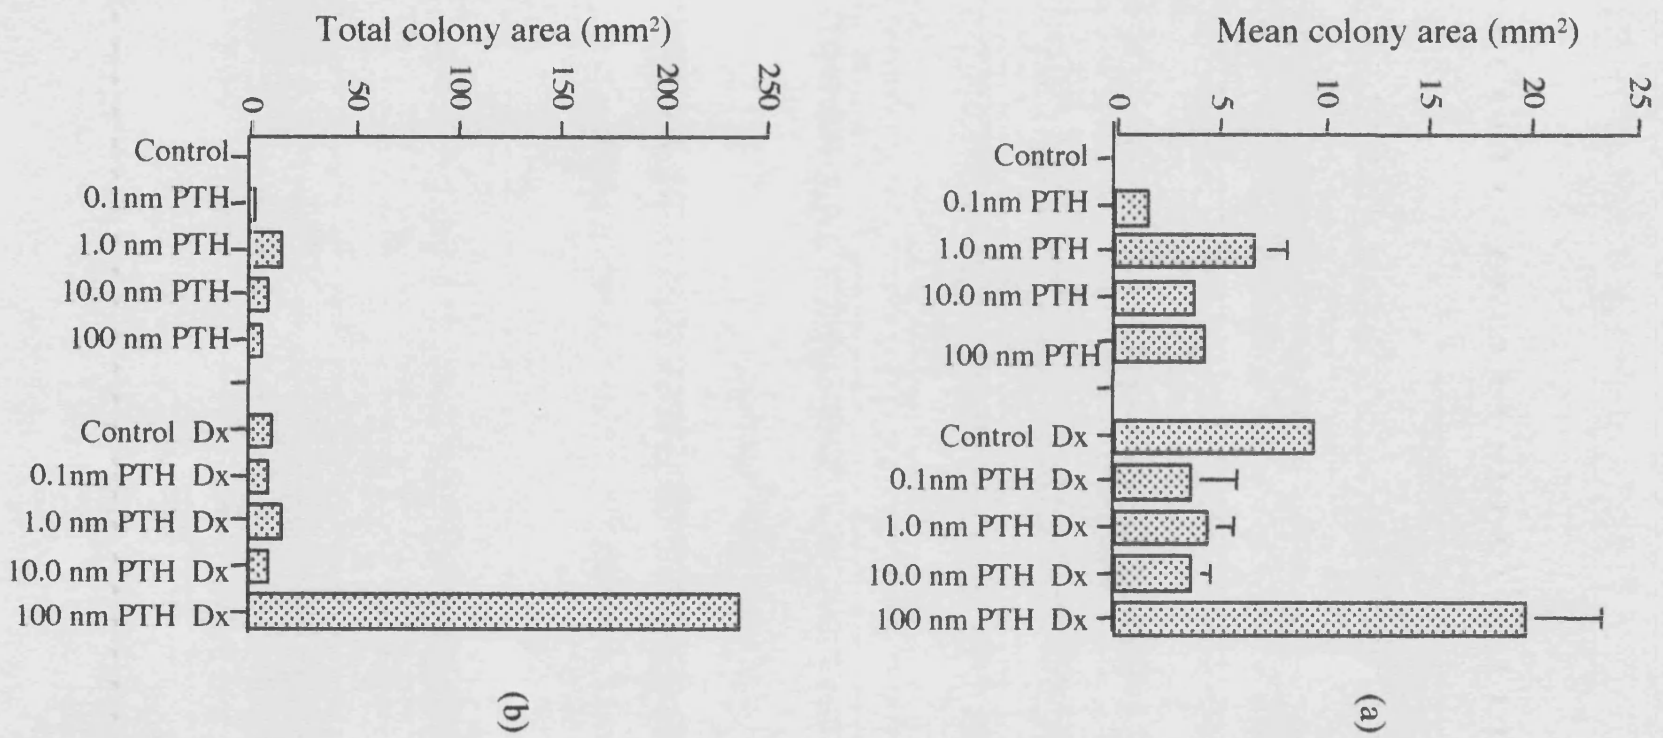 Total colony area (mm²)
0 50 100 150 200 250
Control
0.1nm PTH
1.0 nm PTH
10.0 nm PTH
100 nm PTH
Control Dx
0.1nm PTH Dx
1.0 nm PTH Dx
10.0 nm PTH Dx
100 nm PTH Dx
(b)
Mean colony area (mm²)
0 5 10 15 20 25
Control
0.1nm PTH
1.0 nm PTH
10.0 nm PTH
100 nm PTH
Control Dx
0.1nm PTH Dx
1.0 nm PTH Dx
10.0 nm PTH Dx
100 nm PTH Dx
(a)